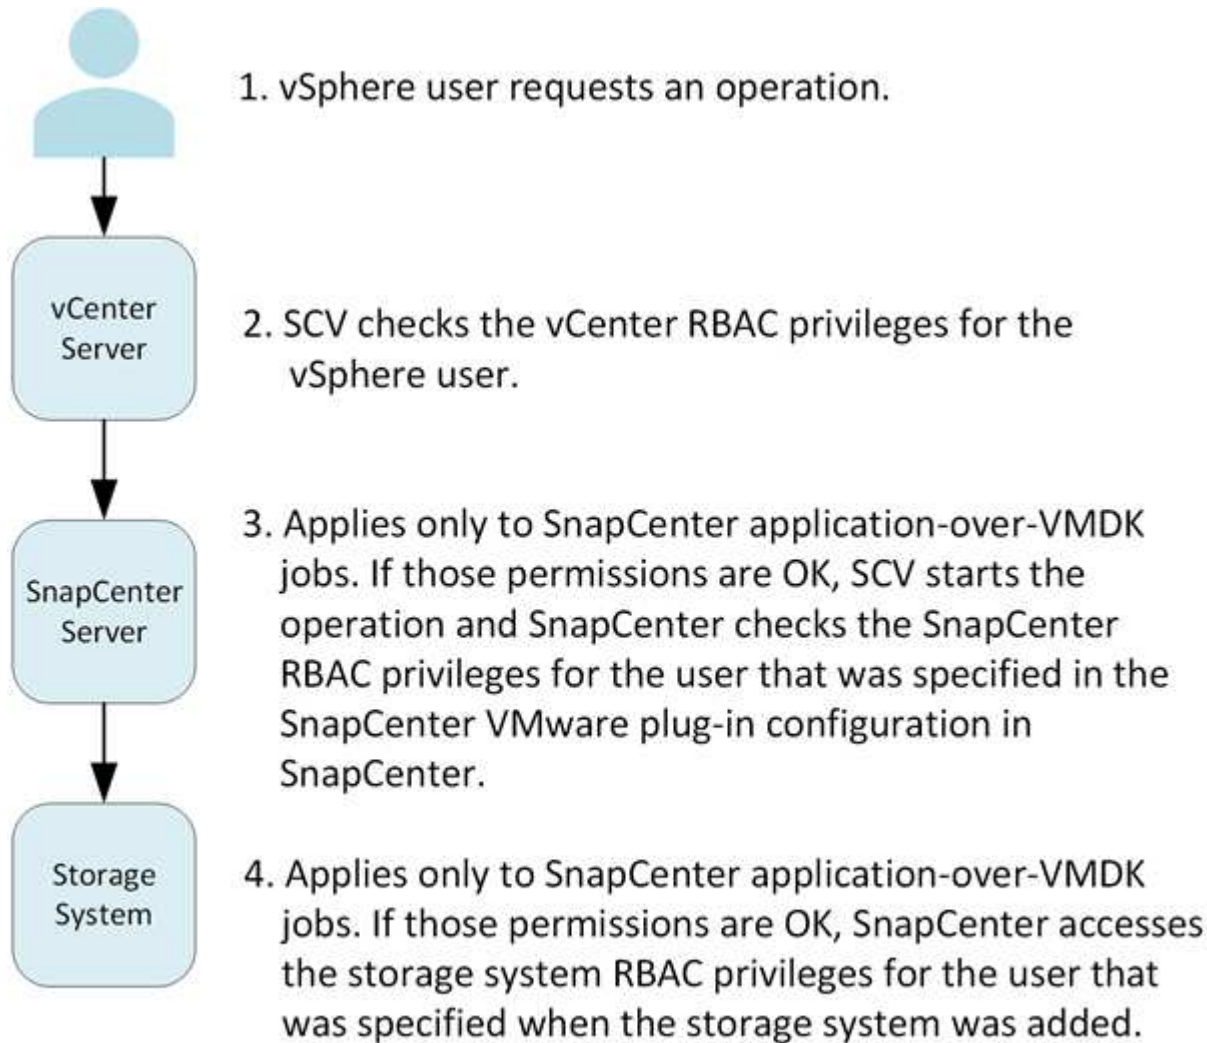 1. vSphere user requests an operation.
vCenter
Server
2. SCV checks the vCenter RBAC privileges for the
vSphere user.
SnapCenter
Server
3. Applies only to SnapCenter application-over-VMDK
jobs. If those permissions are OK, SCV starts the
operation and SnapCenter checks the SnapCenter
RBAC privileges for the user that was specified in the
SnapCenter VMware plug-in configuration in
SnapCenter.
Storage
System
4. Applies only to SnapCenter application-over-VMDK
jobs. If those permissions are OK, SnapCenter accesses
the storage system RBAC privileges for the user that
was specified when the storage system was added.